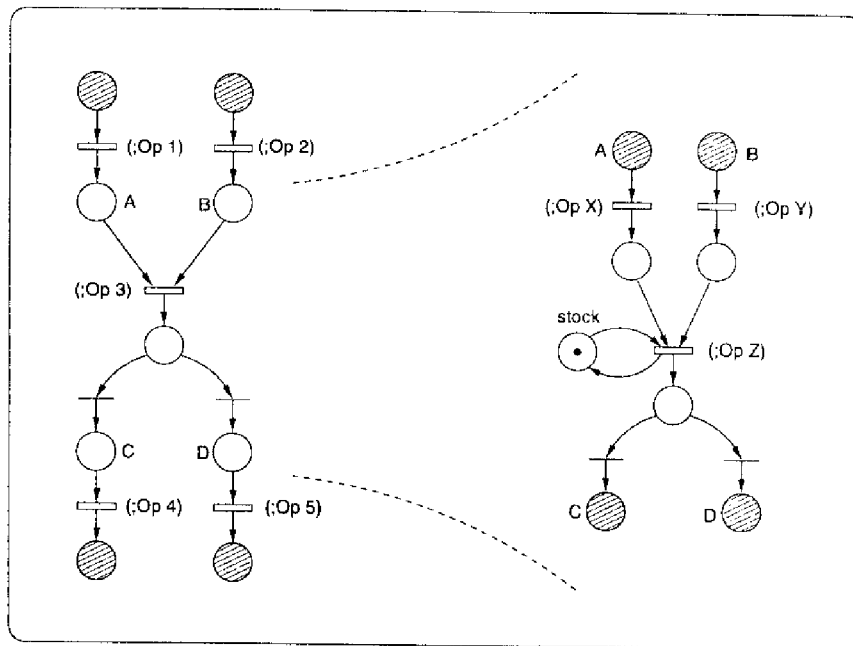 (;Op 1)
(;Op 2)
A
B
(;Op 3)
C
D
(;Op 4)
(;Op 5)
A
B
(;Op X)
(;Op Y)
stock
(;Op Z)
C
D